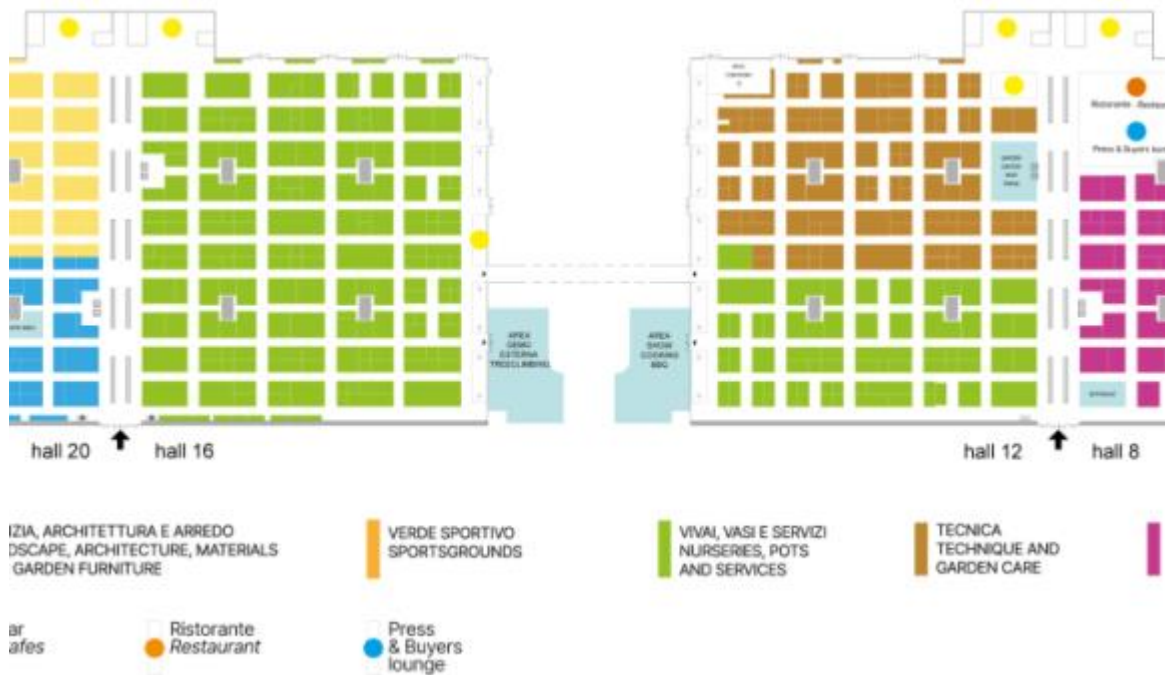 Ristorante - Restau
Press & Buyers loun
AREA
DEMO
ESTERNA
TREECLIMBING
AREA
SHOW
COOKING
BBQ
hall 20
hall 16
hall 12
hall 8
IZIA, ARCHITETTURA E ARREDO
DSCAPE, ARCHITECTURE, MATERIALS
GARDEN FURNITURE
VERDE SPORTIVO
SPORTSGROUNDS
VIVAI, VASI E SERVIZI
NURSERIES, POTS
AND SERVICES
TECNICA
TECHNIQUE AND
GARDEN CARE
ar
afes
Ristorante
Restaurant
Press
& Buyers
lounge